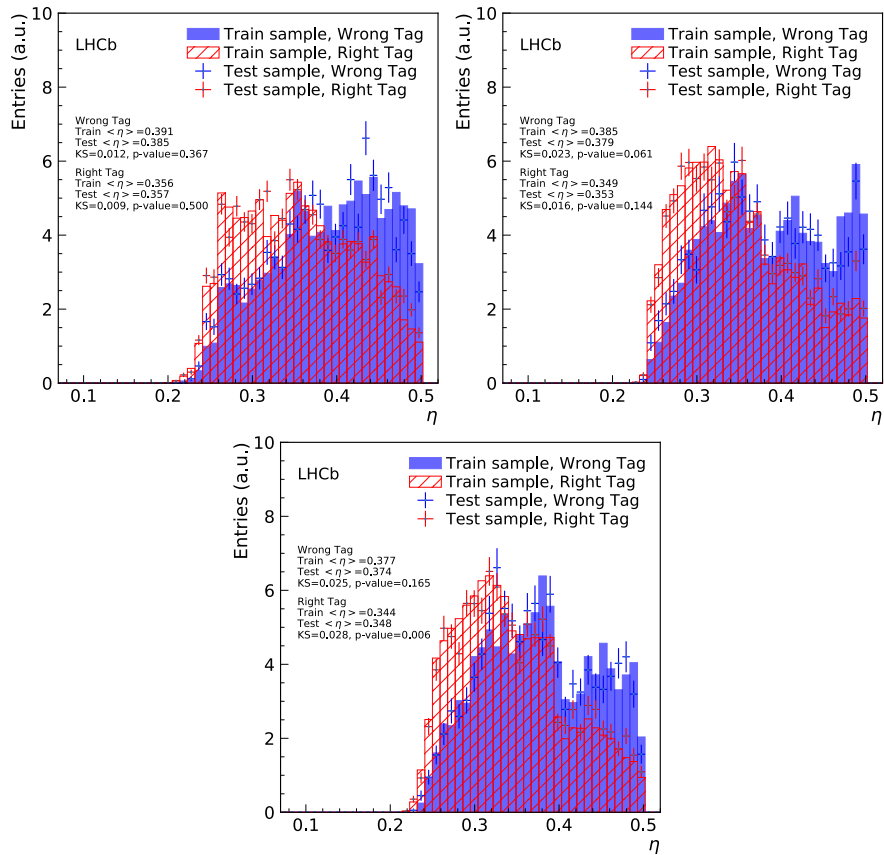 10
8
6
4
2
0
Entries (a.u.)
LHCb
Train sample, Wrong Tag
Train sample, Right Tag
Test sample, Wrong Tag
Test sample, Right Tag
Wrong Tag
Train < η > =0.391
Test < η > =0.385
KS=0.012, p-value=0.367
Right Tag
Train < η > =0.356
Test < η > =0.357
KS=0.009, p-value=0.500
0.1 0.2 0.3 0.4 0.5
η
10
8
6
4
2
0
Entries (a.u.)
LHCb
Train sample, Wrong Tag
Train sample, Right Tag
Test sample, Wrong Tag
Test sample, Right Tag
Wrong Tag
Train < η > =0.385
Test < η > =0.379
KS=0.023, p-value=0.061
Right Tag
Train < η > =0.349
Test < η > =0.353
KS=0.016, p-value=0.144
0.1 0.2 0.3 0.4 0.5
η
10
8
6
4
2
0
Entries (a.u.)
LHCb
Train sample, Wrong Tag
Train sample, Right Tag
Test sample, Wrong Tag
Test sample, Right Tag
Wrong Tag
Train < η > =0.377
Test < η > =0.374
KS=0.025, p-value=0.165
Right Tag
Train < η > =0.344
Test < η > =0.348
KS=0.028, p-value=0.006
0.1 0.2 0.3 0.4 0.5
η